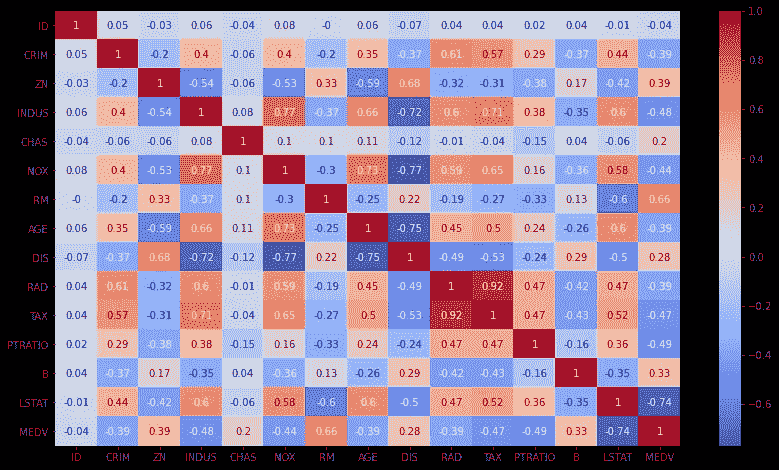 ID 1 0.05 -0.03 0.06 -0.04 0.08 -0 0.06 -0.07 0.04 0.04 0.02 0.04 -0.01 -0.04 1.0
CRIM 0.05 1 -0.2 0.4 -0.06 0.4 -0.2 0.35 -0.37 0.61 0.57 0.29 -0.37 0.44 -0.39 0.8
ZN -0.03 -0.2 1 -0.54 -0.06 -0.53 0.33 -0.59 0.68 -0.32 -0.31 -0.38 0.17 -0.42 0.39
INDUS 0.06 0.4 -0.54 1 0.08 0.77 -0.37 0.66 -0.72 0.6 0.71 0.38 -0.35 0.6 -0.48 0.6
CHAS -0.04 -0.06 -0.06 0.08 1 0.1 0.1 0.11 -0.12 -0.01 -0.04 -0.15 0.04 -0.06 0.2 0.4
NOX 0.08 0.4 -0.53 0.77 0.1 1 -0.3 0.73 -0.77 0.59 0.65 0.16 -0.36 0.58 -0.44
RM -0 -0.2 0.33 -0.37 0.1 -0.3 1 -0.25 0.22 -0.19 -0.27 -0.33 0.13 -0.6 0.66 0.2
AGE 0.06 0.35 -0.59 0.66 0.11 0.73 -0.25 1 -0.75 0.45 0.5 0.24 -0.26 0.6 -0.39
DIS -0.07 -0.37 0.68 -0.72 -0.12 -0.77 0.22 -0.75 1 -0.49 -0.53 -0.24 0.29 -0.5 0.28 0.0
RAD 0.04 0.61 -0.32 0.6 -0.01 0.59 -0.19 0.45 -0.49 1 0.92 0.47 -0.42 0.47 -0.39 -0.2
TAX 0.04 0.57 -0.31 0.71 -0.04 0.65 -0.27 0.5 -0.53 0.92 1 0.47 -0.43 0.52 -0.47
PTRATIO 0.02 0.29 -0.38 0.38 -0.15 0.16 -0.33 0.24 -0.24 0.47 0.47 1 -0.16 0.36 -0.49 -0.4
B 0.04 -0.37 0.17 -0.35 0.04 -0.36 0.13 -0.26 0.29 -0.42 -0.43 -0.16 1 -0.35 0.33
LSTAT -0.01 0.44 -0.42 0.6 -0.06 0.58 -0.6 0.6 -0.5 0.47 0.52 0.36 -0.35 1 -0.74 -0.6
MEDV -0.04 -0.39 0.39 -0.48 0.2 -0.44 0.66 -0.39 0.28 -0.39 -0.47 -0.49 0.33 -0.74 1
ID CRIM ZN INDUS CHAS NOX RM AGE DIS RAD TAX PTRATIO B LSTAT MEDV